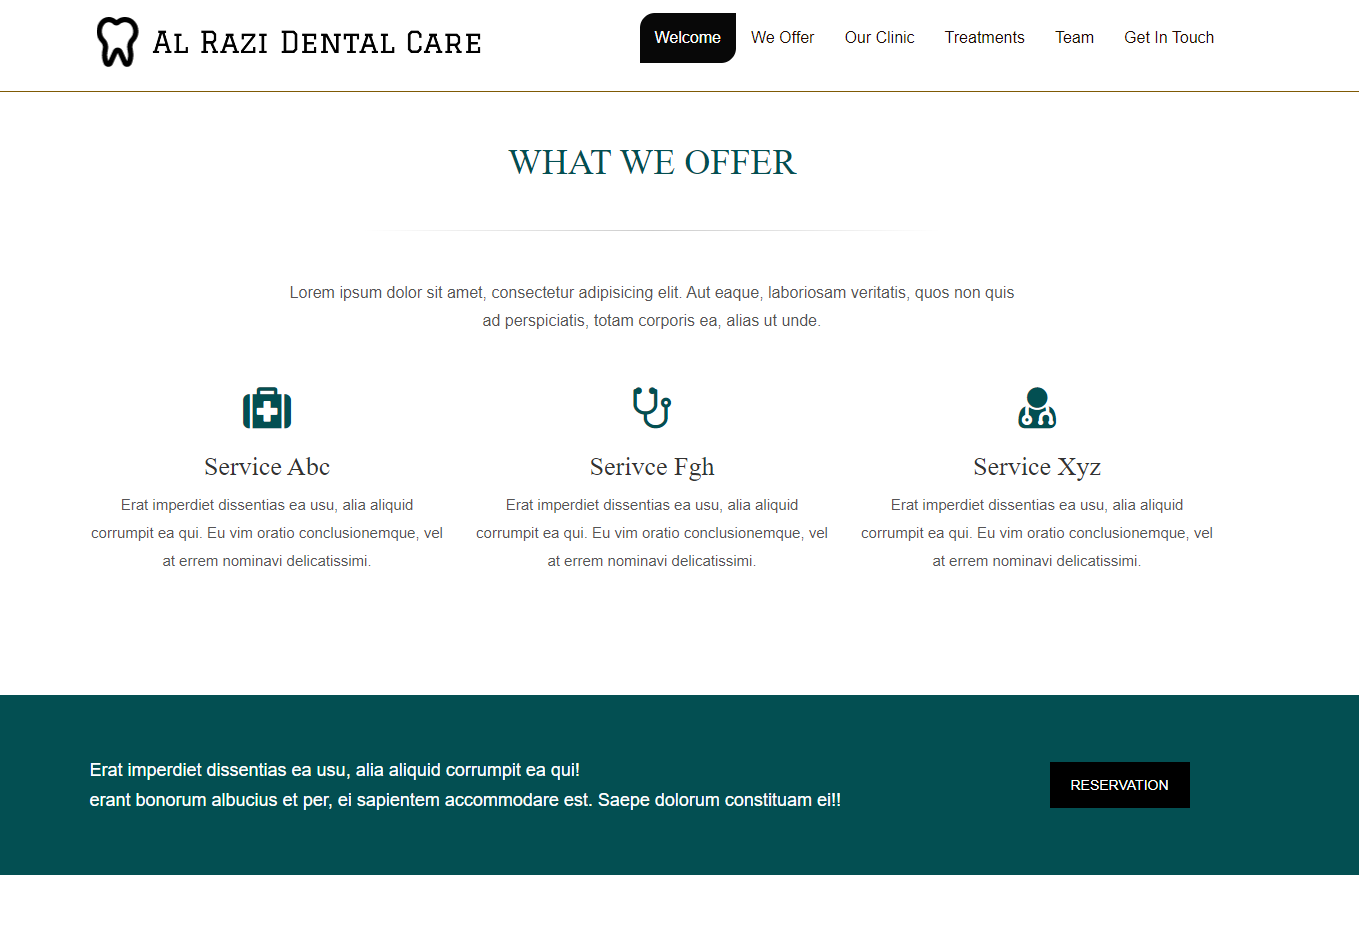 Al Razi Dental Care
Welcome We Offer Our Clinic Treatments Team Get In Touch
WHAT WE OFFER
Lorem ipsum dolor sit amet, consectetur adipisicing elit. Aut eaque, laboriosam veritatis, quos non quis
ad perspiciatis, totam corporis ea, alias ut unde.
Service Abc
Erat imperdiet dissentias ea usu, alia aliquid
corrumpit ea qui. Eu vim oratio conclusionemque, vel
at errem nominavi delicatissimi.
Serivce Fgh
Erat imperdiet dissentias ea usu, alia aliquid
corrumpit ea qui. Eu vim oratio conclusionemque, vel
at errem nominavi delicatissimi.
Service Xyz
Erat imperdiet dissentias ea usu, alia aliquid
corrumpit ea qui. Eu vim oratio conclusionemque, vel
at errem nominavi delicatissimi.
Erat imperdiet dissentias ea usu, alia aliquid corrumpit ea qui!
erant bonorum albucius et per, ei sapientem accommodare est. Saepe dolorum constituam ei!!
RESERVATION